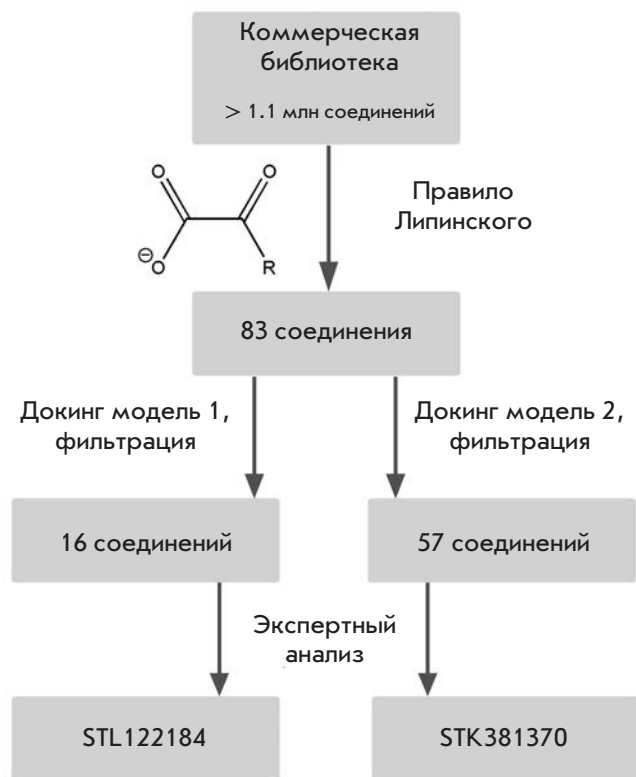 Коммерческая
библиотека
> 1.1 млн соединений
O
O
⊖
O
R
Правило
Липинского
83 соединения
Докинг модель 1,
фильтрация
Докинг модель 2,
фильтрация
16 соединений
57 соединений
Экспертный
анализ
STL122184
STK381370